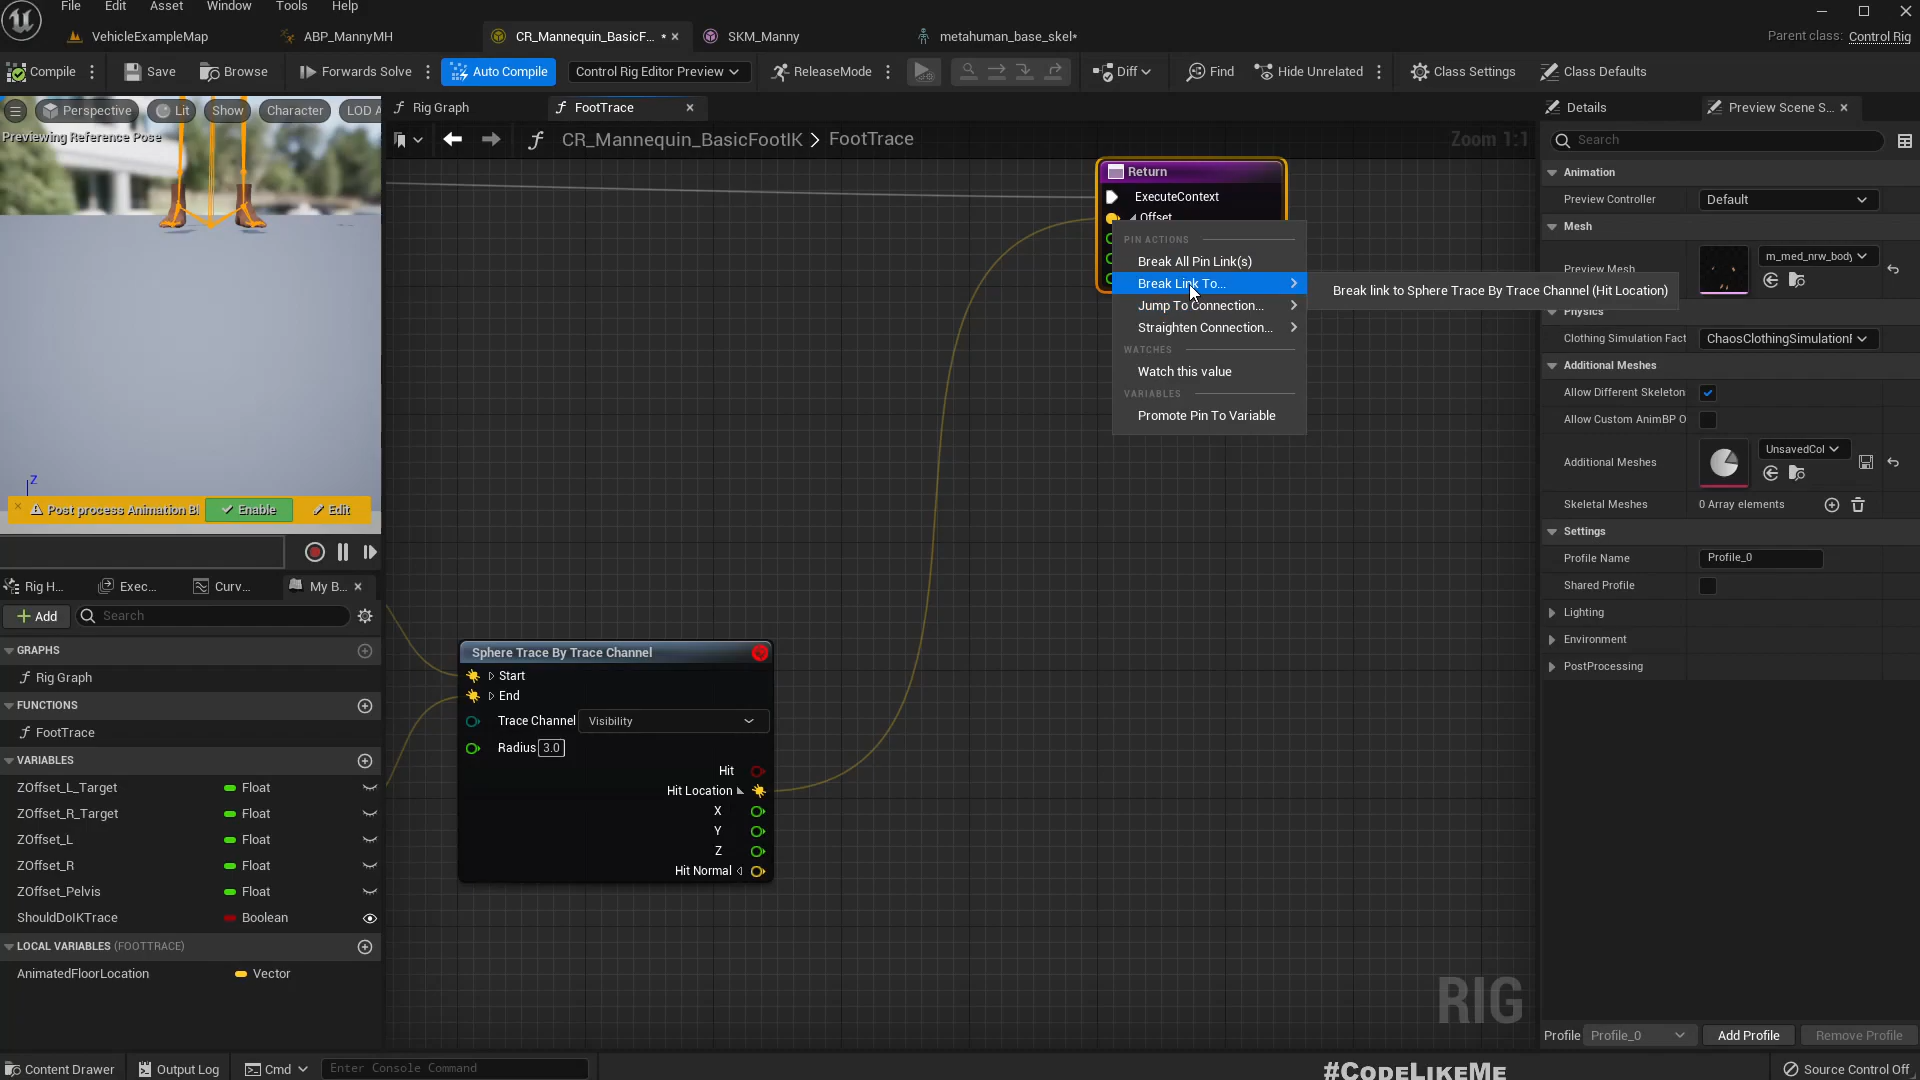 File Edit Asset Window Tools Help
VehicleExampleMap ABP_MannyMH CR_Mannequin_BasicF... * SKM_Manny metahuman_base_skel*
Parent class: Control Rig
Compile Save Browse Forwards Solve Auto Compile Control Rig Editor Preview ReleaseMode Diff Find Hide Unrelated Class Settings Class Defaults
Perspective Lit Show Character LOD A
Previewing Reference Pose
Z
Post process Animation Bl Enable Edit
Rig Graph FootTrace
CR_Mannequin_BasicFootIK > FootTrace
Zoom 1:1
Return
ExecuteContext
Offset
PIN ACTIONS
Break All Pin Link(s)
Break Link To...
Jump To Connection...
Straighten Connection...
WATCHES
Watch this value
VARIABLES
Promote Pin To Variable
Break link to Sphere Trace By Trace Channel (Hit Location)
Sphere Trace By Trace Channel
Start
End
Trace Channel Visibility
Radius 3.0
Hit
Hit Location
X
Y
Z
Hit Normal
RIG
Rig H... Exec... Curv... My B...
Add Search
GRAPHS
Rig Graph
FUNCTIONS
FootTrace
VARIABLES
ZOffset_L_Target Float
ZOffset_R_Target Float
ZOffset_L Float
ZOffset_R Float
ZOffset_Pelvis Float
ShouldDoIKTrace Boolean
LOCAL VARIABLES (FOOTTRACE)
AnimatedFloorLocation Vector
Details Preview Scene S...
Search
Animation
Preview Controller Default
Mesh
Preview Mesh m_med_nrw_body
Physics
Clothing Simulation Fact ChaosClothingSimulationF
Additional Meshes
Allow Different Skeleton
Allow Custom AnimBP O
Additional Meshes UnsavedCol
Skeletal Meshes 0 Array elements
Settings
Profile Name Profile_0
Shared Profile
Lighting
Environment
PostProcessing
Profile Profile_0 Add Profile Remove Profile
Content Drawer Output Log Cmd Enter Console Command
#CODELIKEME
Source Control Off